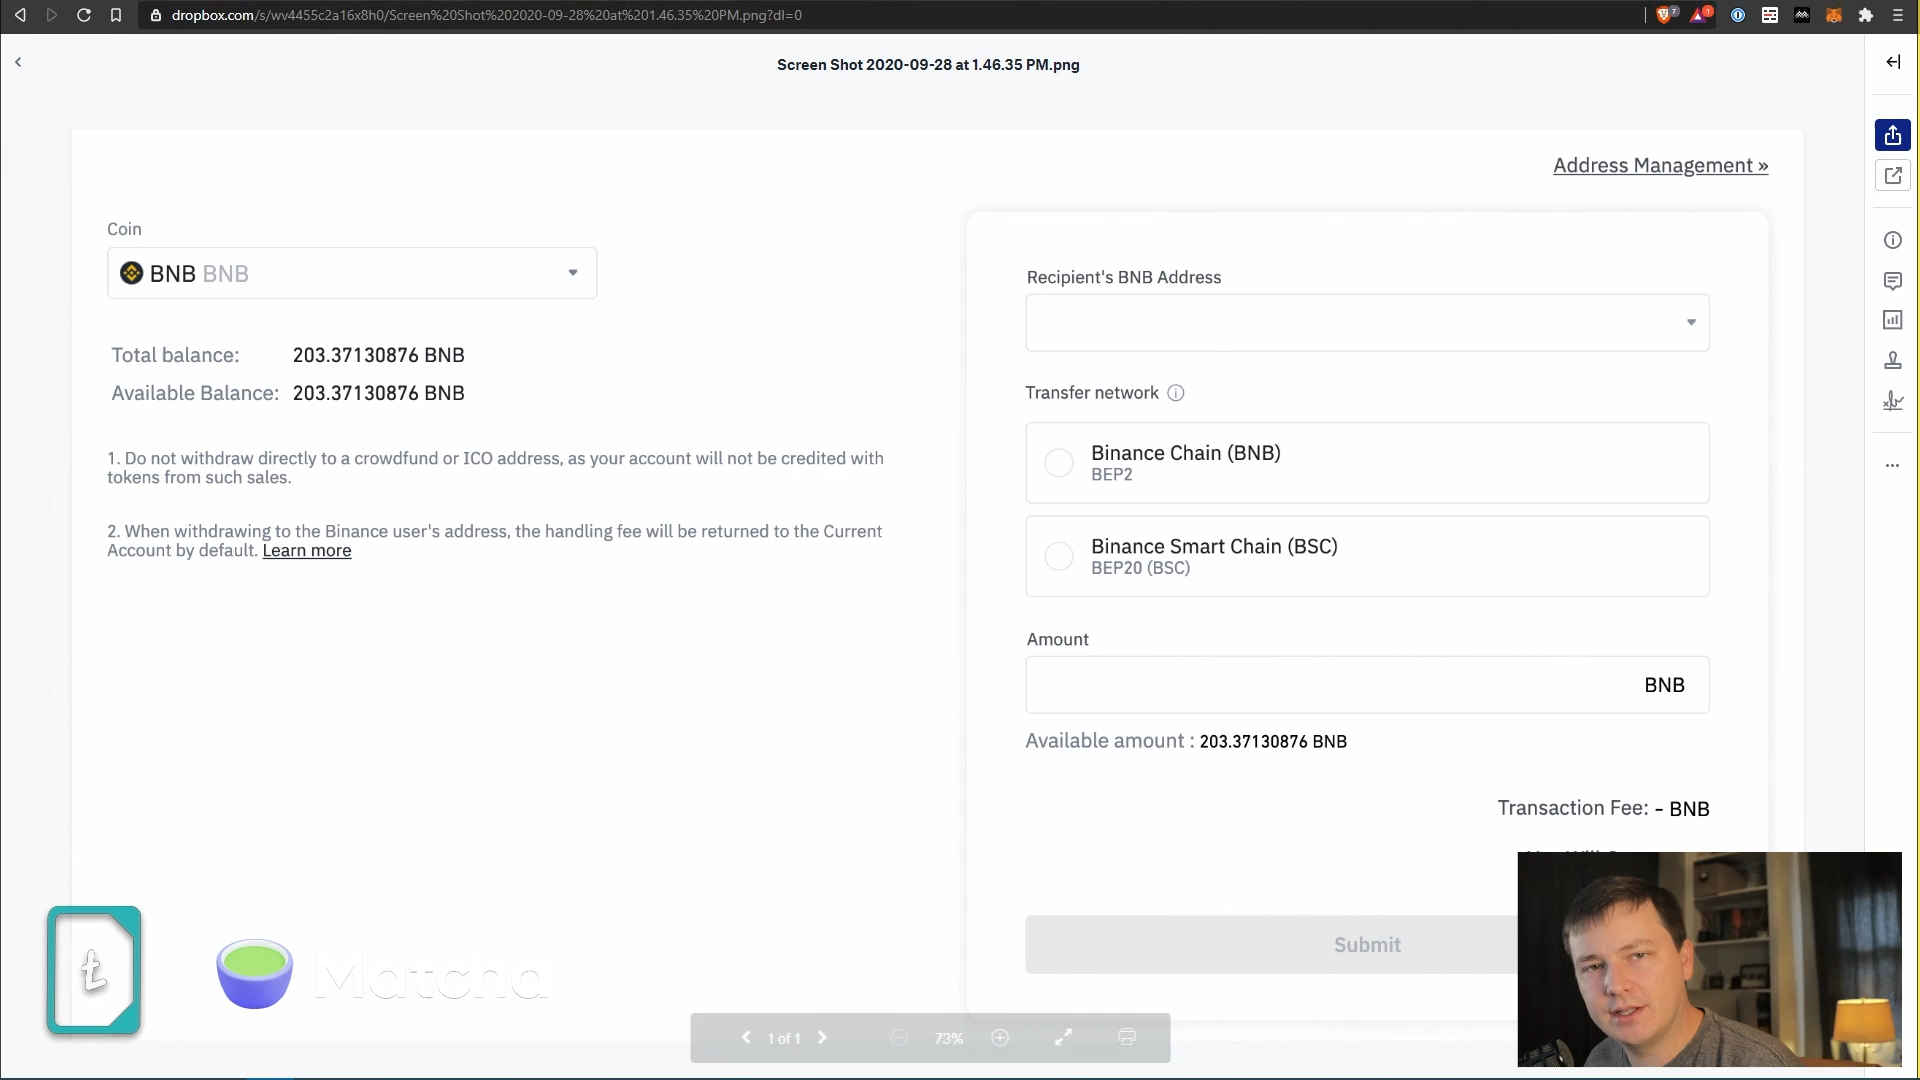 dropbox.com/s/wv4455c2a16x8h0/Screen%20Shot%202020-09-28%20at%201.46.35%20PM.png?dl=0
7
1
Screen Shot 2020-09-28 at 1.46.35 PM.png
Address Management »
Coin
BNB BNB
Total balance: 203.37130876 BNB
Available Balance: 203.37130876 BNB
1. Do not withdraw directly to a crowdfund or ICO address, as your account will not be credited with
tokens from such sales.
2. When withdrawing to the Binance user's address, the handling fee will be returned to the Current
Account by default. Learn more
Recipient's BNB Address
Transfer network
Binance Chain (BNB)
BEP2
Binance Smart Chain (BSC)
BEP20 (BSC)
Amount
BNB
Available amount : 203.37130876 BNB
Transaction Fee: - BNB
Submit
Matcha
1 of 1
73%